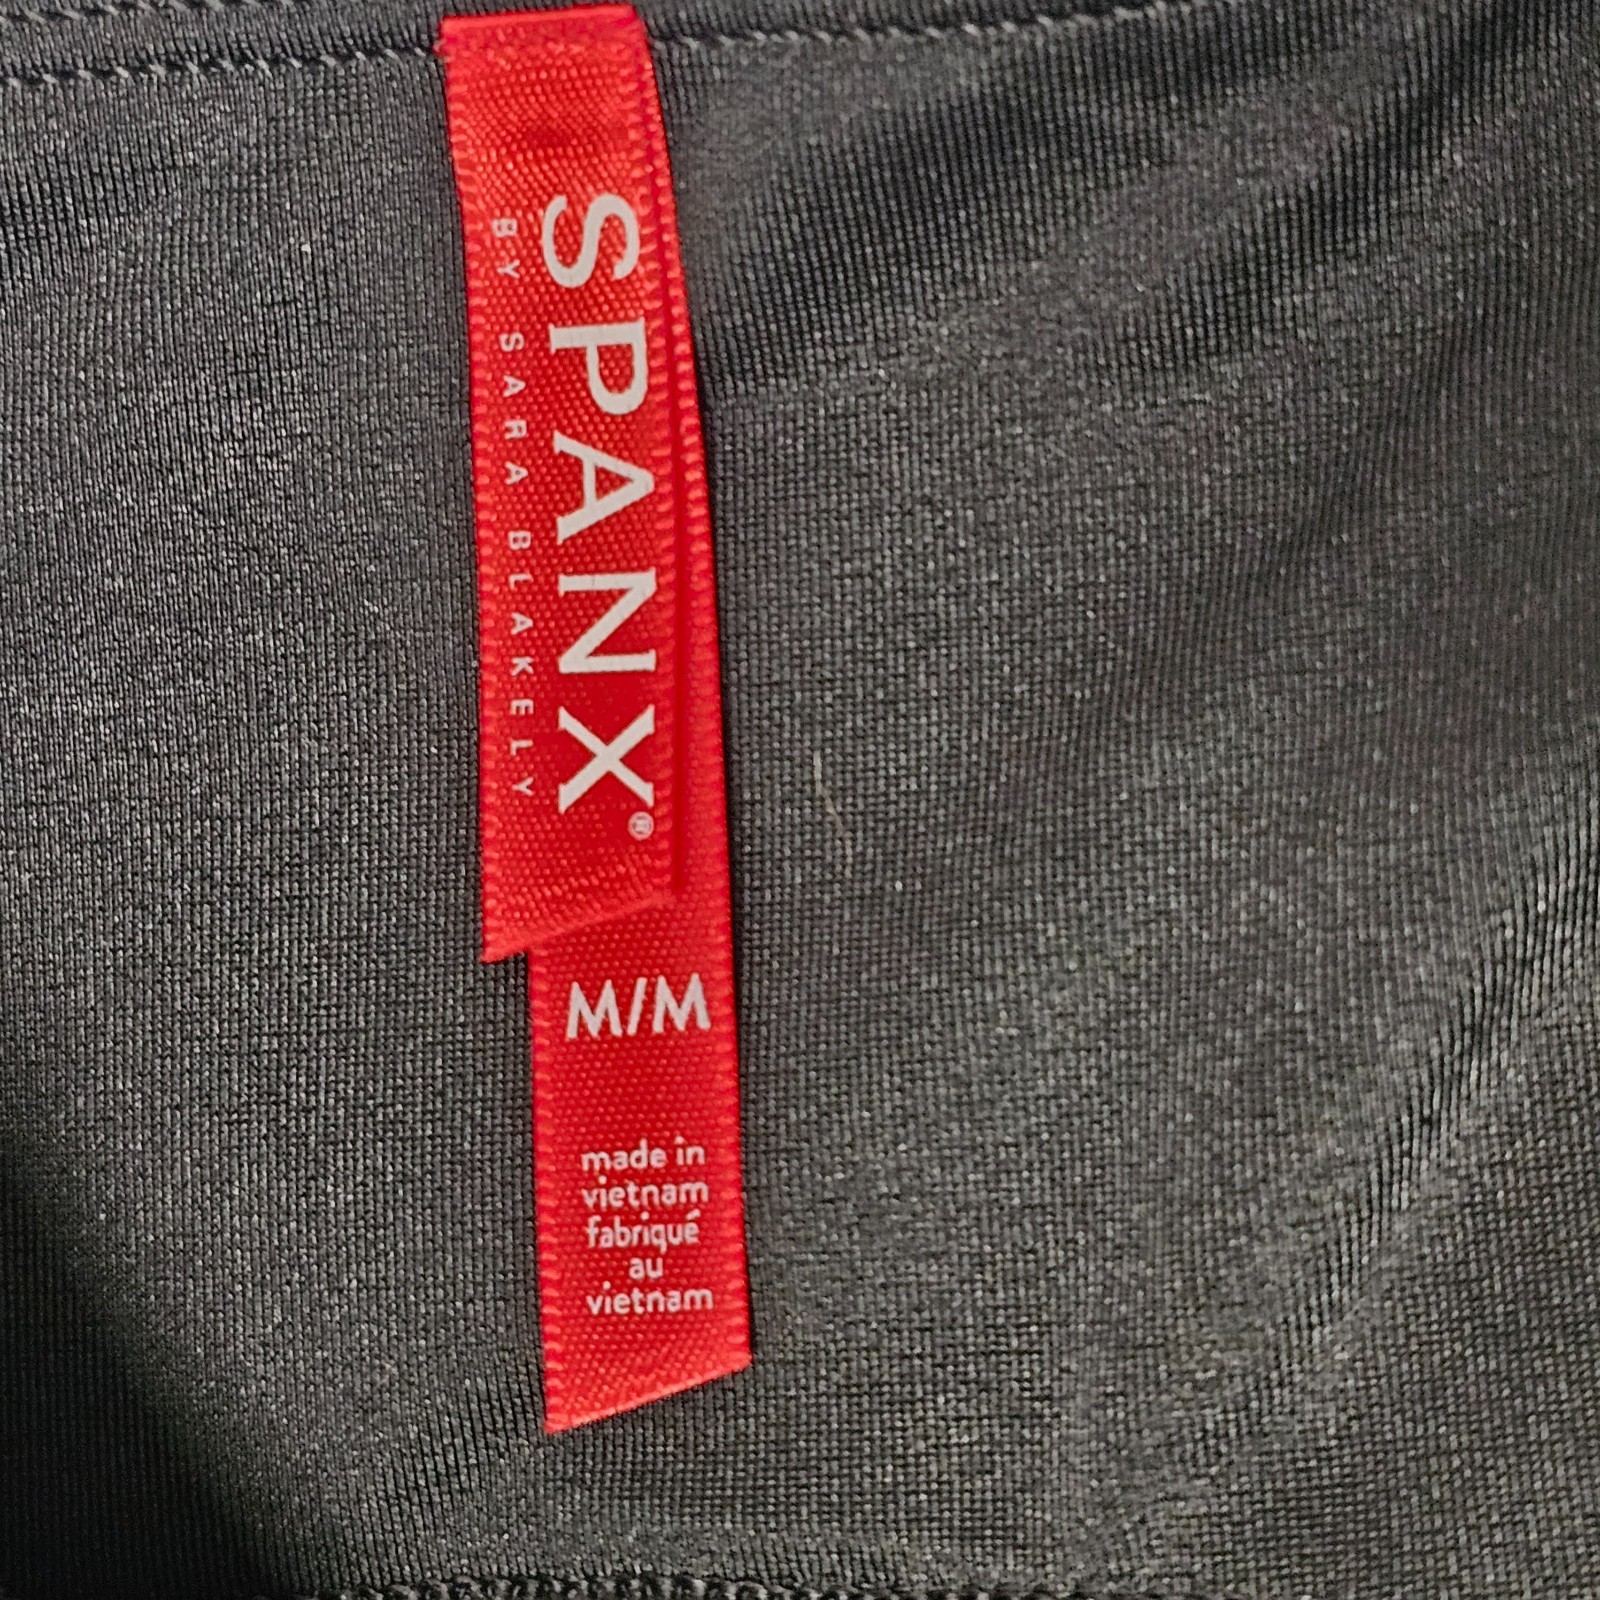 SPANX®
BY SARA BLAKELY
M/M
made in
vietnam
fabriqué
au
vietnam